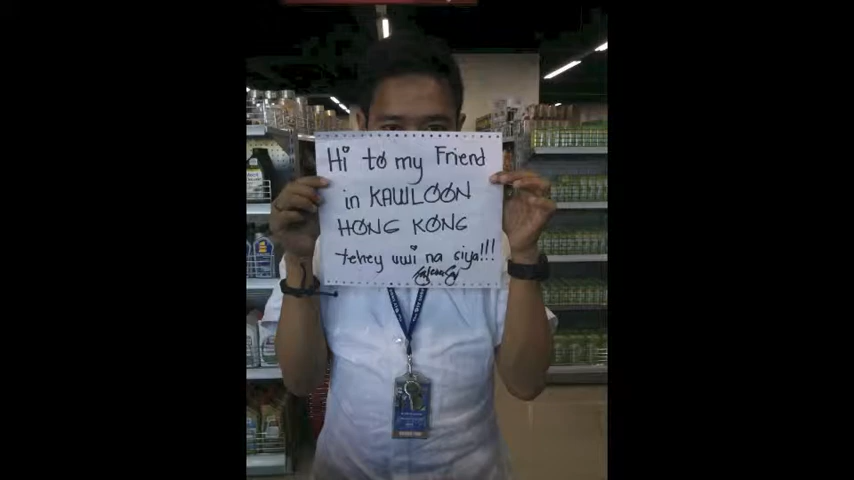 Hi to my Friend
in KAWLOON
HONG KONG
tehey uwi na siya!!!